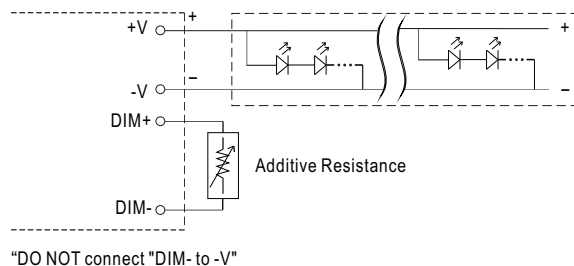 +V
+
+
-V
–
–
DIM+
Additive Resistance
DIM-
“DO NOT connect "DIM- to -V"